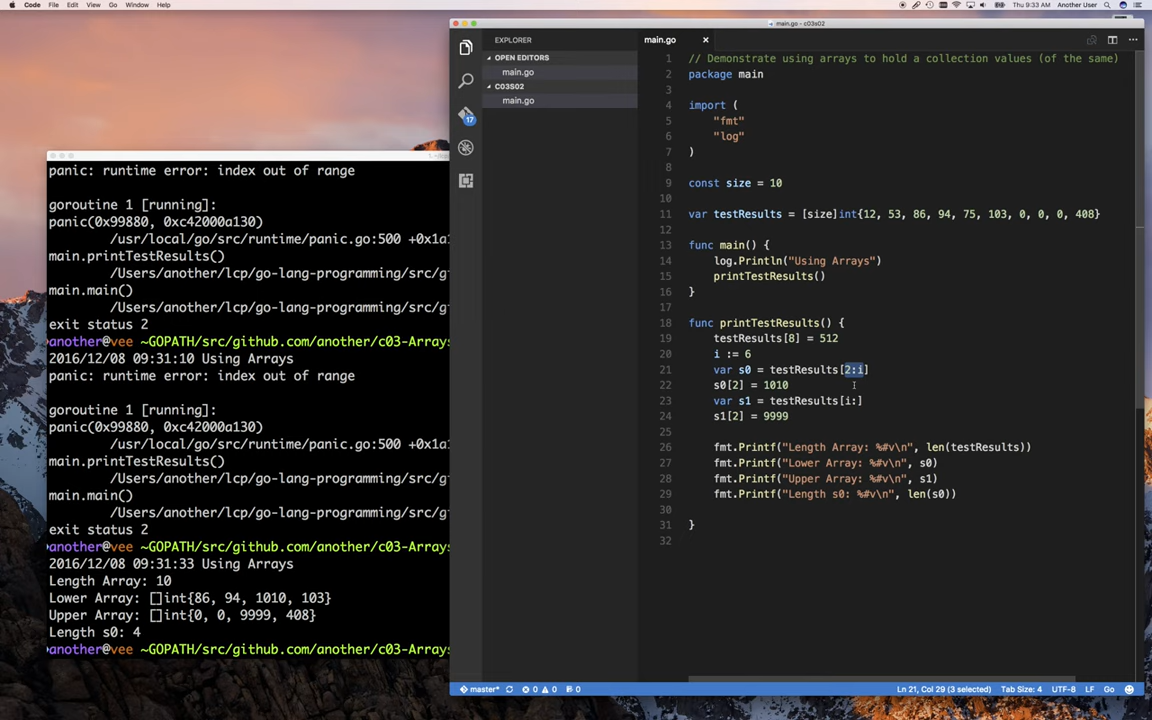 Code File Edit View Go Window Help
Thu 9:33 AM Another User
main.go — c03s02
EXPLORER
OPEN EDITORS
main.go
C03S02
main.go
17
main.go
1 // Demonstrate using arrays to hold a collection values (of the same)
2 package main
3
4 import (
5 "fmt"
6 "log"
7 )
8
9 const size = 10
10
11 var testResults = [size]int{12, 53, 86, 94, 75, 103, 0, 0, 0, 408}
12
13 func main() {
14 log.Println("Using Arrays")
15 printTestResults()
16 }
17
18 func printTestResults() {
19 testResults[8] = 512
20 i := 6
21 var s0 = testResults[2:i]
22 s0[2] = 1010
23 var s1 = testResults[i:]
24 s1[2] = 9999
25
26 fmt.Printf("Length Array: %#v\n", len(testResults))
27 fmt.Printf("Lower Array: %#v\n", s0)
28 fmt.Printf("Upper Array: %#v\n", s1)
29 fmt.Printf("Length s0: %#v\n", len(s0))
30
31 }
32
master* 0 0 0
Ln 21, Col 29 (3 selected) Tab Size: 4 UTF-8 LF Go
panic: runtime error: index out of range
goroutine 1 [running]:
panic(0x99880, 0xc42000a130)
/usr/local/go/src/runtime/panic.go:500 +0x1a
main.printTestResults()
/Users/another/lcp/go-lang-programming/src/g
main.main()
/Users/another/lcp/go-lang-programming/src/g
exit status 2
another@vee ~GOPATH/src/github.com/another/c03-Arrays
2016/12/08 09:31:10 Using Arrays
panic: runtime error: index out of range
goroutine 1 [running]:
panic(0x99880, 0xc42000a130)
/usr/local/go/src/runtime/panic.go:500 +0x1a
main.printTestResults()
/Users/another/lcp/go-lang-programming/src/g
main.main()
/Users/another/lcp/go-lang-programming/src/g
exit status 2
another@vee ~GOPATH/src/github.com/another/c03-Arrays
2016/12/08 09:31:33 Using Arrays
Length Array: 10
Lower Array: []int{86, 94, 1010, 103}
Upper Array: []int{0, 0, 9999, 408}
Length s0: 4
another@vee ~GOPATH/src/github.com/another/c03-Arrays